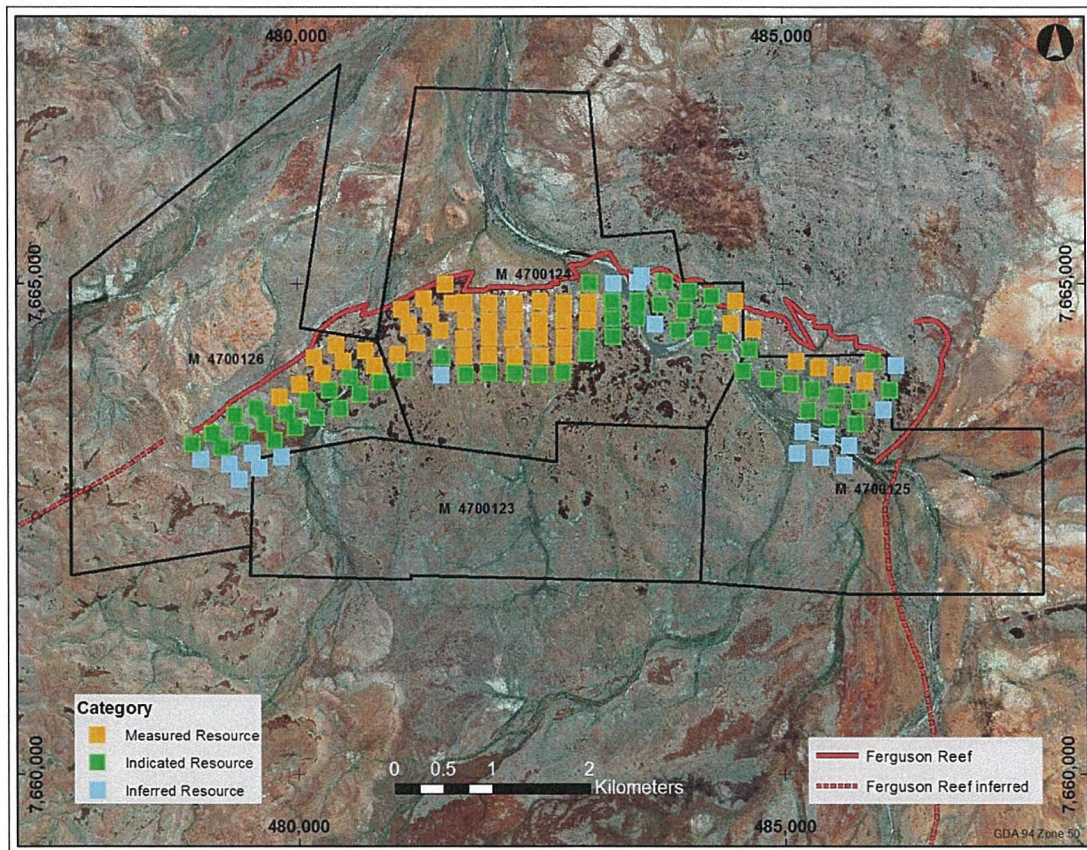 480,000
485,000
7,665,000
7,665,000
M 4700124
M 4700126
M 4700123
M 4700125
Category
Measured Resource
Indicated Resource
Inferred Resource
0 0.5 1 2
Kilometers
Ferguson Reef
Ferguson Reef inferred
7,660,000
7,660,000
480,000
485,000
GDA 94 Zone 50